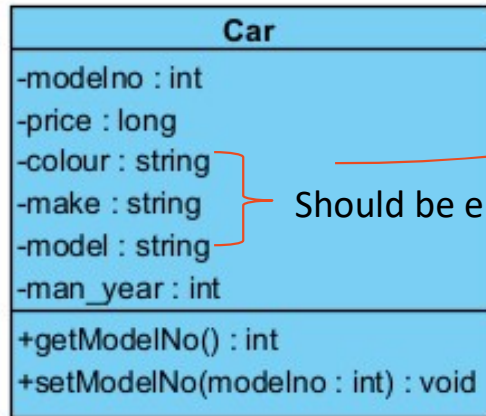 Car
-modelno : int
-price : long
-colour : string
-make : string
-model : string
Should be e
-man_year : int
+getModelNo() : int
+setModelNo(modelno : int) : void